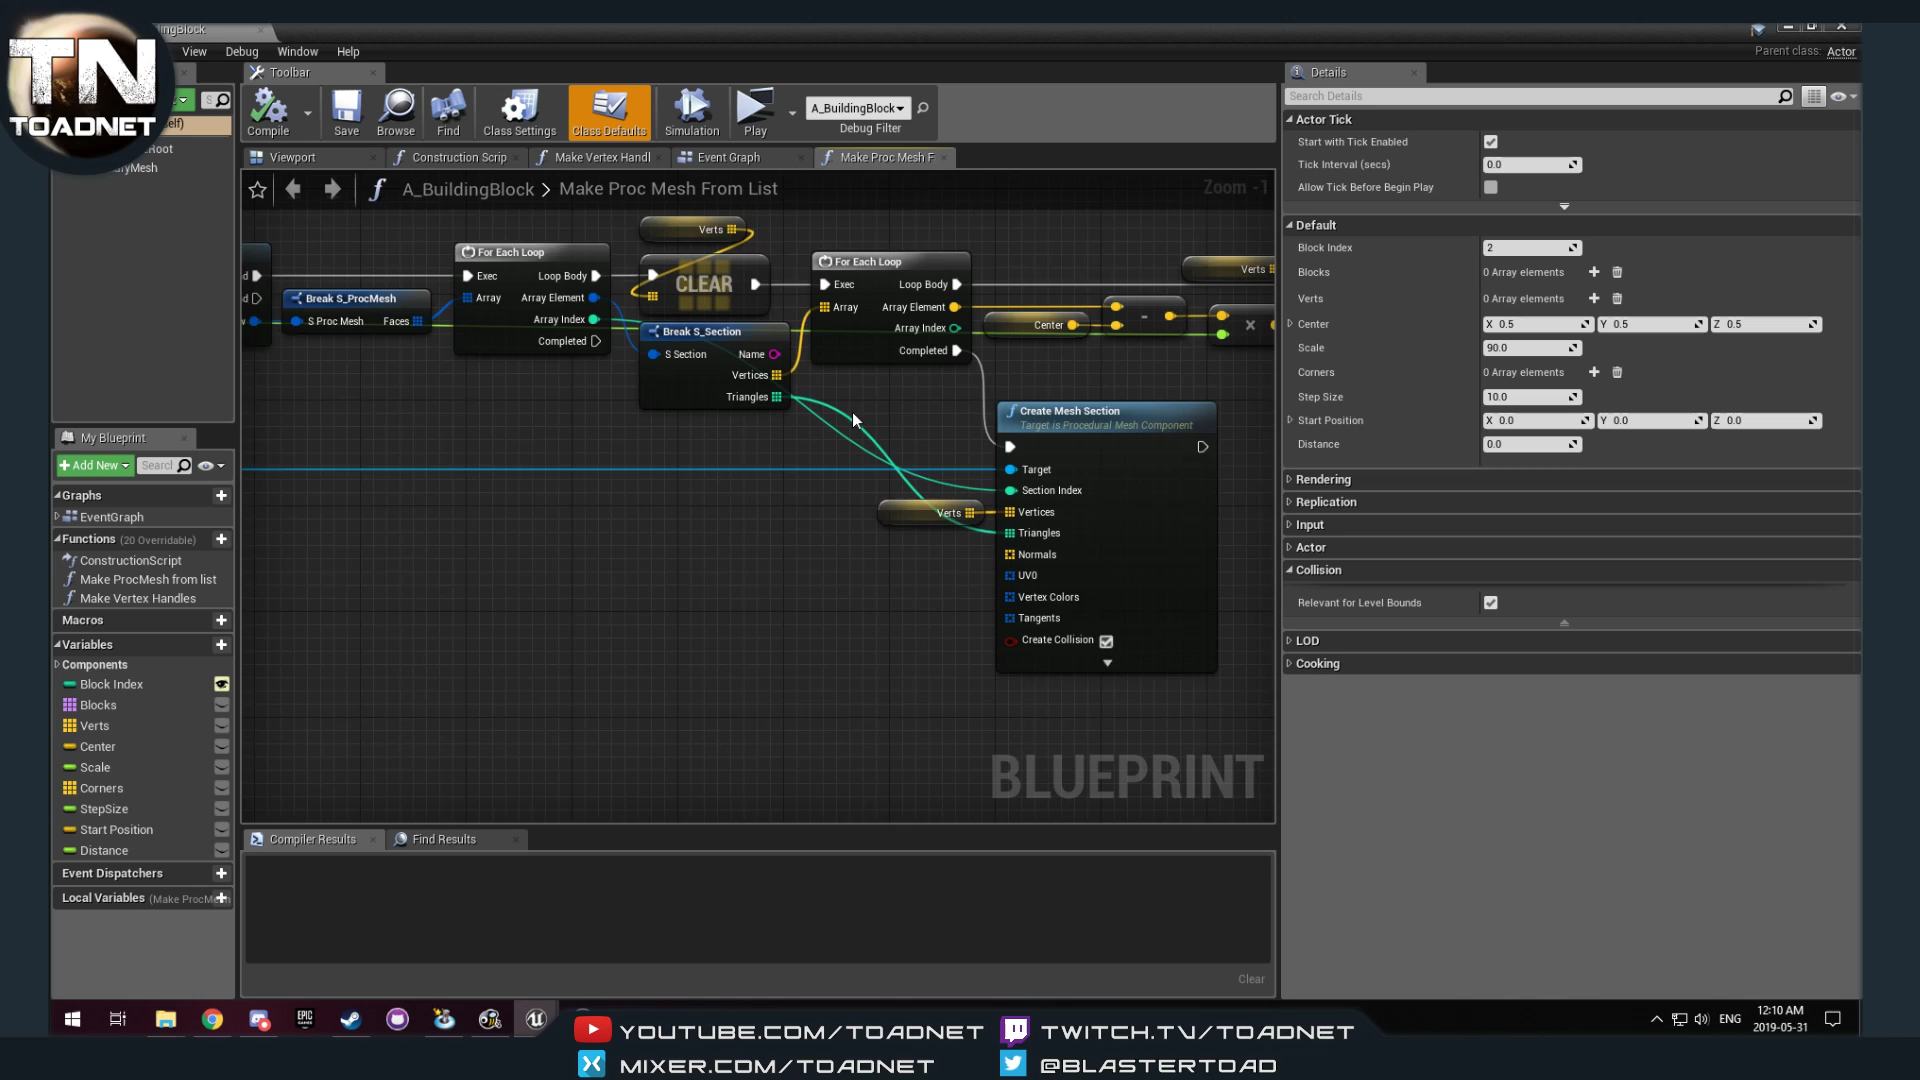 ingBlock
TN
TOADNET
View
Debug
Window
Help
Parent class: Actor
elf)
Root
aryMesh
Toolbar
Compile
Save
Browse
Find
Class Settings
Class Defaults
Simulation
Play
A_BuildingBlock
Debug Filter
Viewport
Construction Scrip
Make Vertex Handl
Event Graph
Make Proc Mesh F
A_BuildingBlock > Make Proc Mesh From List
Zoom -1
Verts
For Each Loop
Exec
Loop Body
Array
Array Element
Array Index
Completed
Break S_ProcMesh
S Proc Mesh
Faces
CLEAR
Break S_Section
S Section
Name
Vertices
Triangles
For Each Loop
Exec
Loop Body
Array
Array Element
Array Index
Completed
Center
Verts
Create Mesh Section
Target is Procedural Mesh Component
Target
Section Index
Verts
Vertices
Triangles
Normals
UV0
Vertex Colors
Tangents
Create Collision
BLUEPRINT
My Blueprint
Add New
Searcl
Graphs
EventGraph
Functions (20 Overridable)
ConstructionScript
Make ProcMesh from list
Make Vertex Handles
Macros
Variables
Components
Block Index
Blocks
Verts
Center
Scale
Corners
StepSize
Start Position
Distance
Event Dispatchers
Local Variables (Make ProcMe
Compiler Results
Find Results
Clear
Details
Search Details
Actor Tick
Start with Tick Enabled
Tick Interval (secs) 0.0
Allow Tick Before Begin Play
Default
Block Index 2
Blocks 0 Array elements
Verts 0 Array elements
Center X 0.5 Y 0.5 Z 0.5
Scale 90.0
Corners 0 Array elements
Step Size 10.0
Start Position X 0.0 Y 0.0 Z 0.0
Distance 0.0
Rendering
Replication
Input
Actor
Collision
Relevant for Level Bounds
LOD
Cooking
EPIC
GAMES
ENG
12:10 AM
2019-05-31
YOUTUBE.COM/TOADNET
TWITCH.TV/TOADNET
MIXER.COM/TOADNET
@BLASTERTOAD